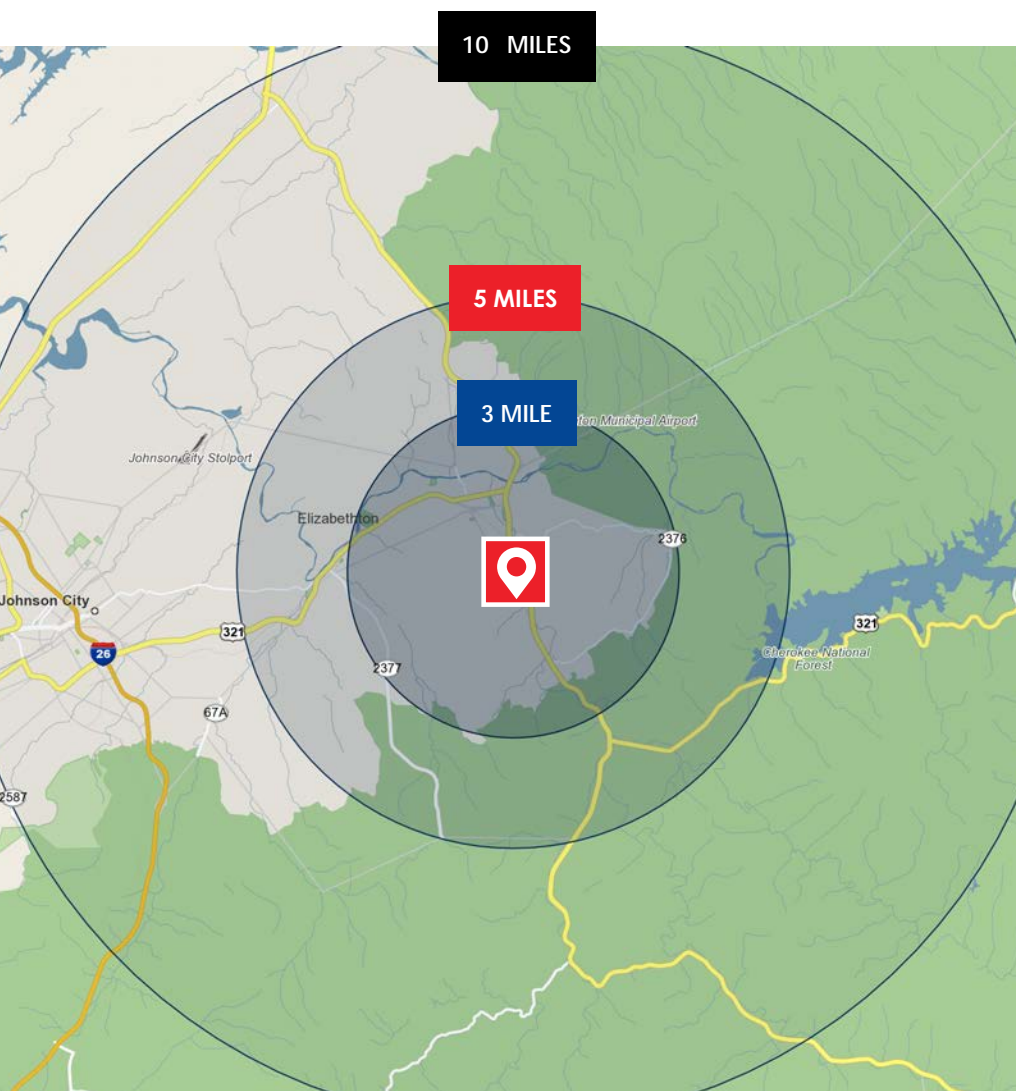 10 MILES
5 MILES
3 MILE
Municipal Airport
Johnson City Stolport
Elizabethton
2376
Johnson City
321
321
26
Cherokee National
Forest
2377
67A
2587